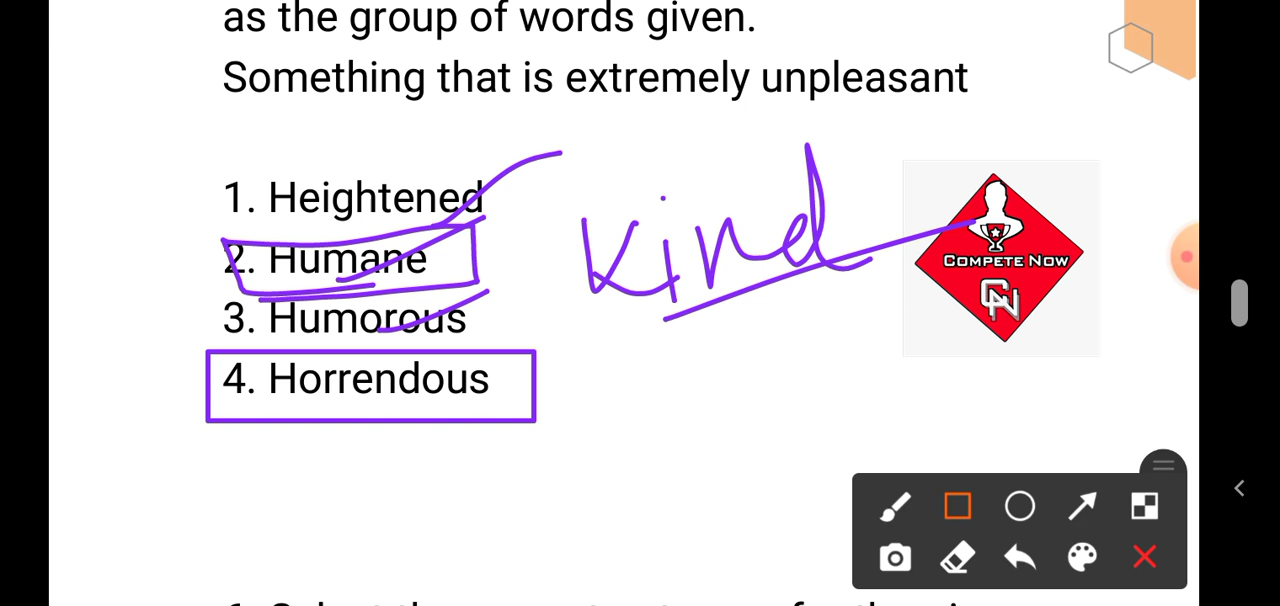 as the group of words given.
Something that is extremely unpleasant
1. Heightened
2. Humane
3. Humorous
4. Horrendous
Kind
COMPETE NOW
CN